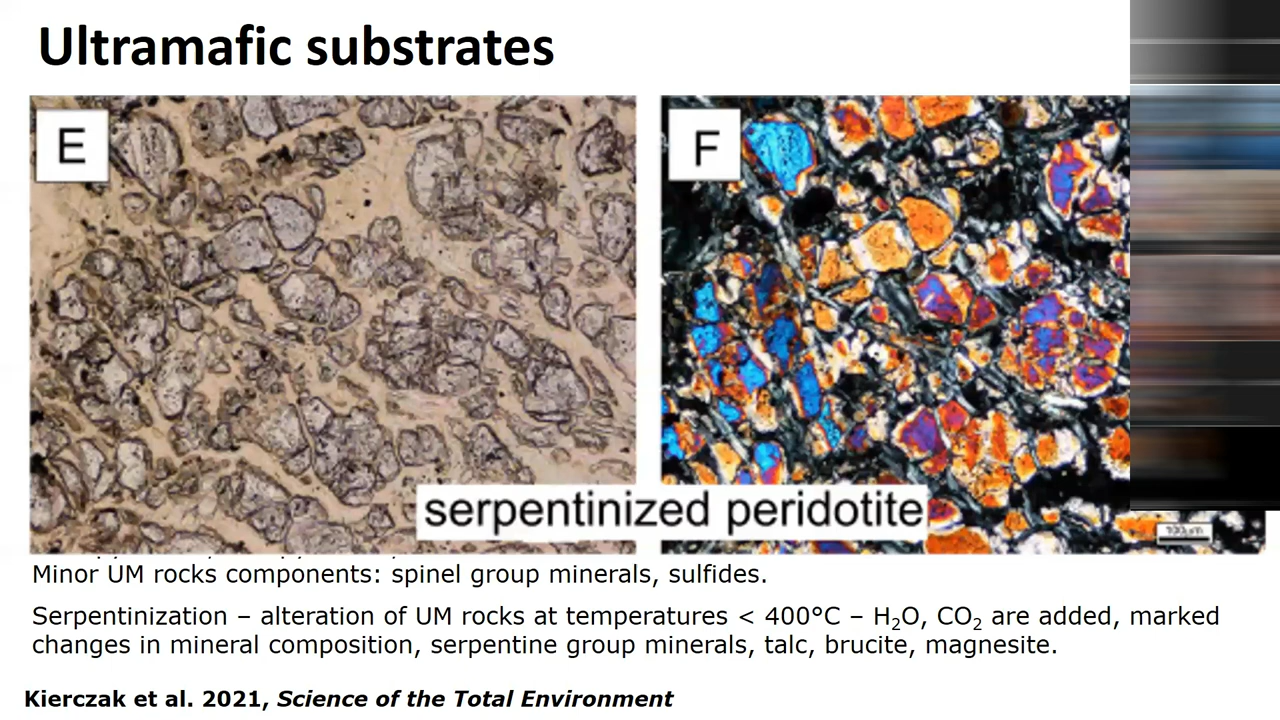 Ultramafic substrates
E
F
serpentinized peridotite
100µm
Minor UM rocks components: spinel group minerals, sulfides.
Serpentinization – alteration of UM rocks at temperatures < 400°C – H₂O, CO₂ are added, marked
changes in mineral composition, serpentine group minerals, talc, brucite, magnesite.
Kierczak et al. 2021, Science of the Total Environment